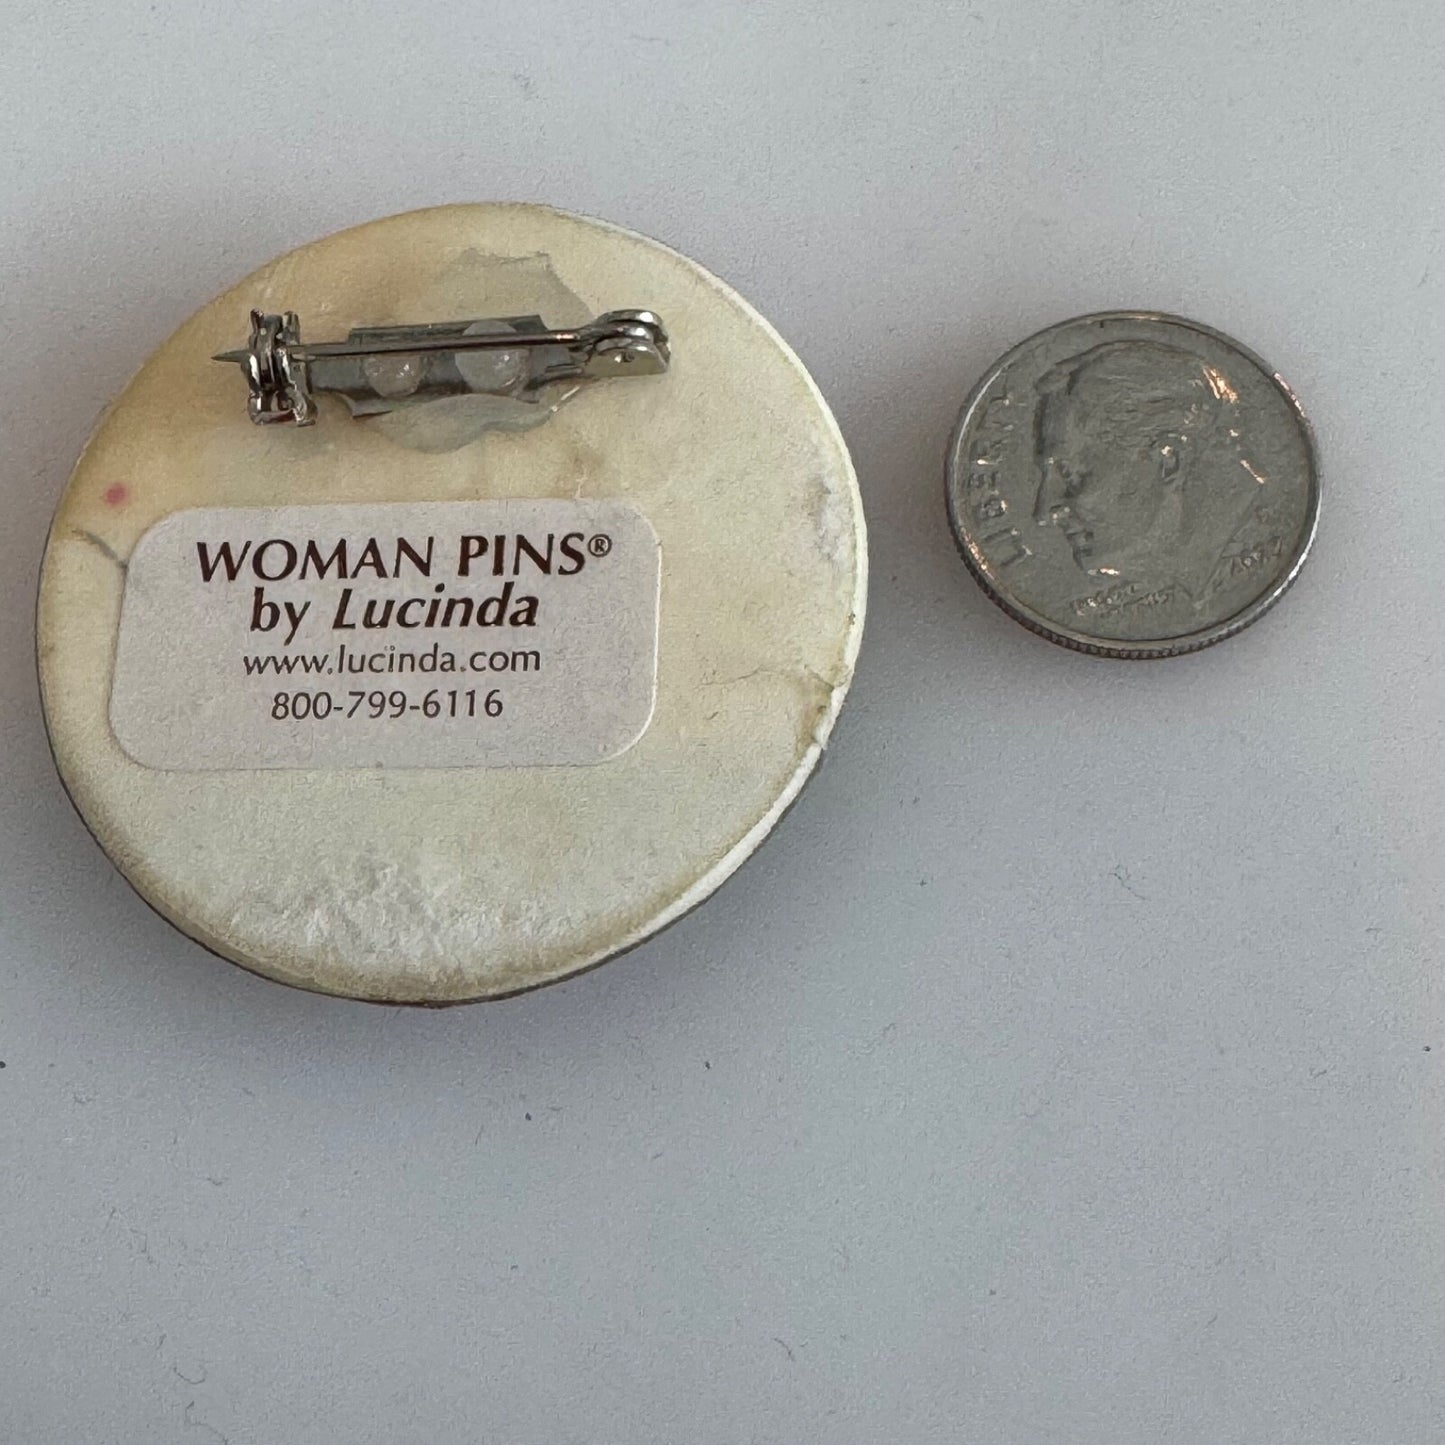 WOMAN PINS®
by Lucinda
www.lucinda.com
800-799-6116
LIBERTY